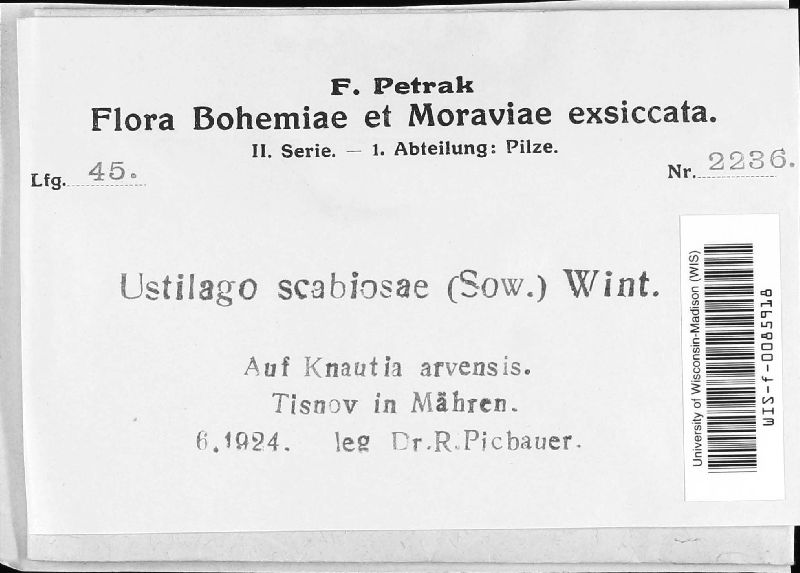 F. Petrak
Flora Bohemiae et Moraviae exsiccata.
II. Serie. — 1. Abteilung: Pilze.
Lfg. 45.
Nr. 2236.
Ustilago scabiosae (Sow.) Wint.
Auf Knautia arvensis.
Tisnov in Mähren.
6.1924. leg Dr.R.Picbauer.
University of Wisconsin-Madison (WIS)
WIS-f-0085918